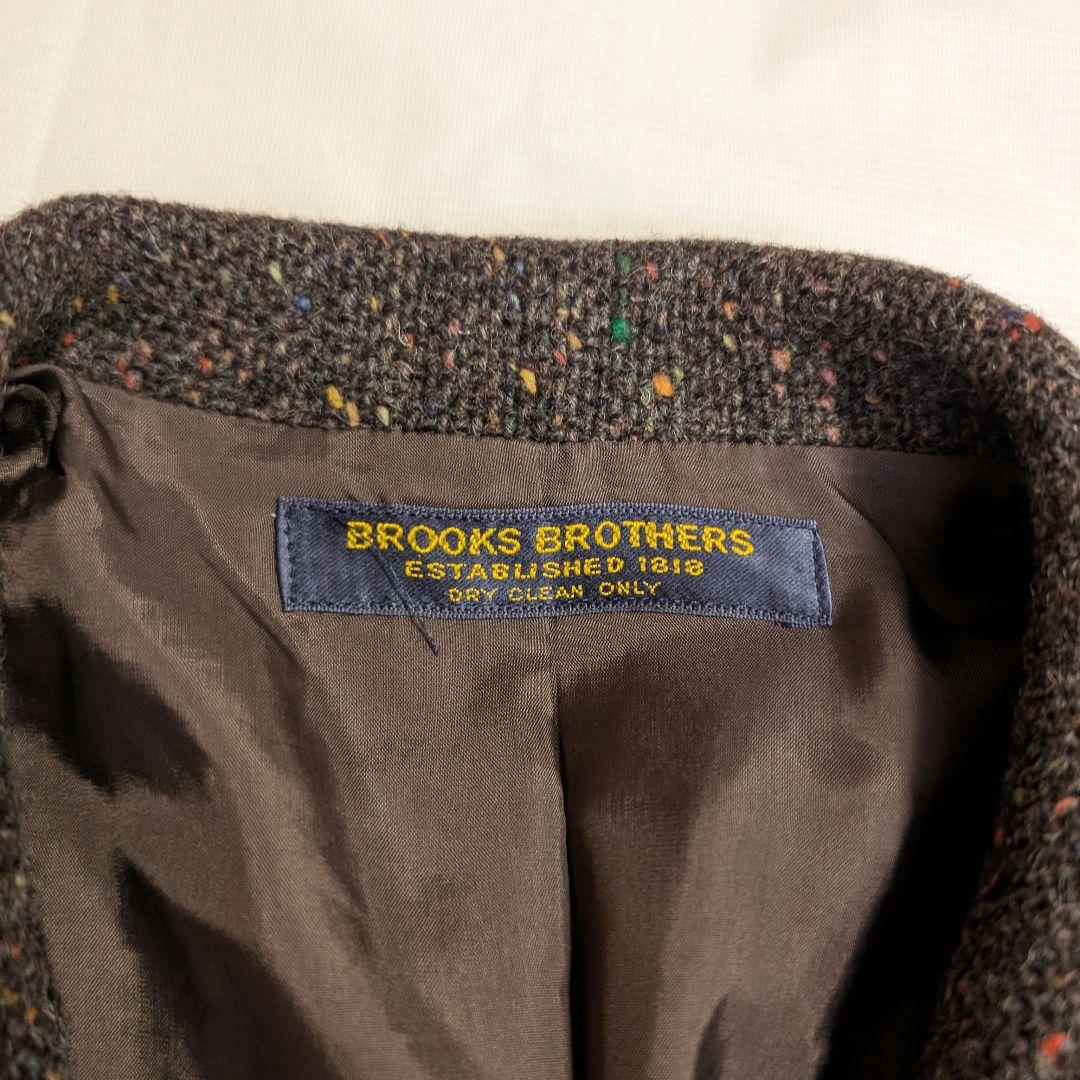 BROOKS BROTHERS
ESTABLISHED 1818
DRY CLEAN ONLY